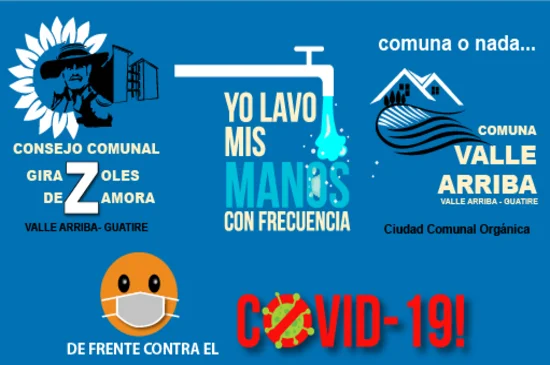 CONSEJO COMUNAL
GIRAZOLES
DE ZAMORA
VALLE ARRIBA- GUATIRE
YO LAVO
MIS
MANOS
CON FRECUENCIA
comuna o nada...
COMUNA
VALLE
ARRIBA
VALLE ARRIBA - GUATIRE
Ciudad Comunal Orgánica
DE FRENTE CONTRA EL
COVID-19!